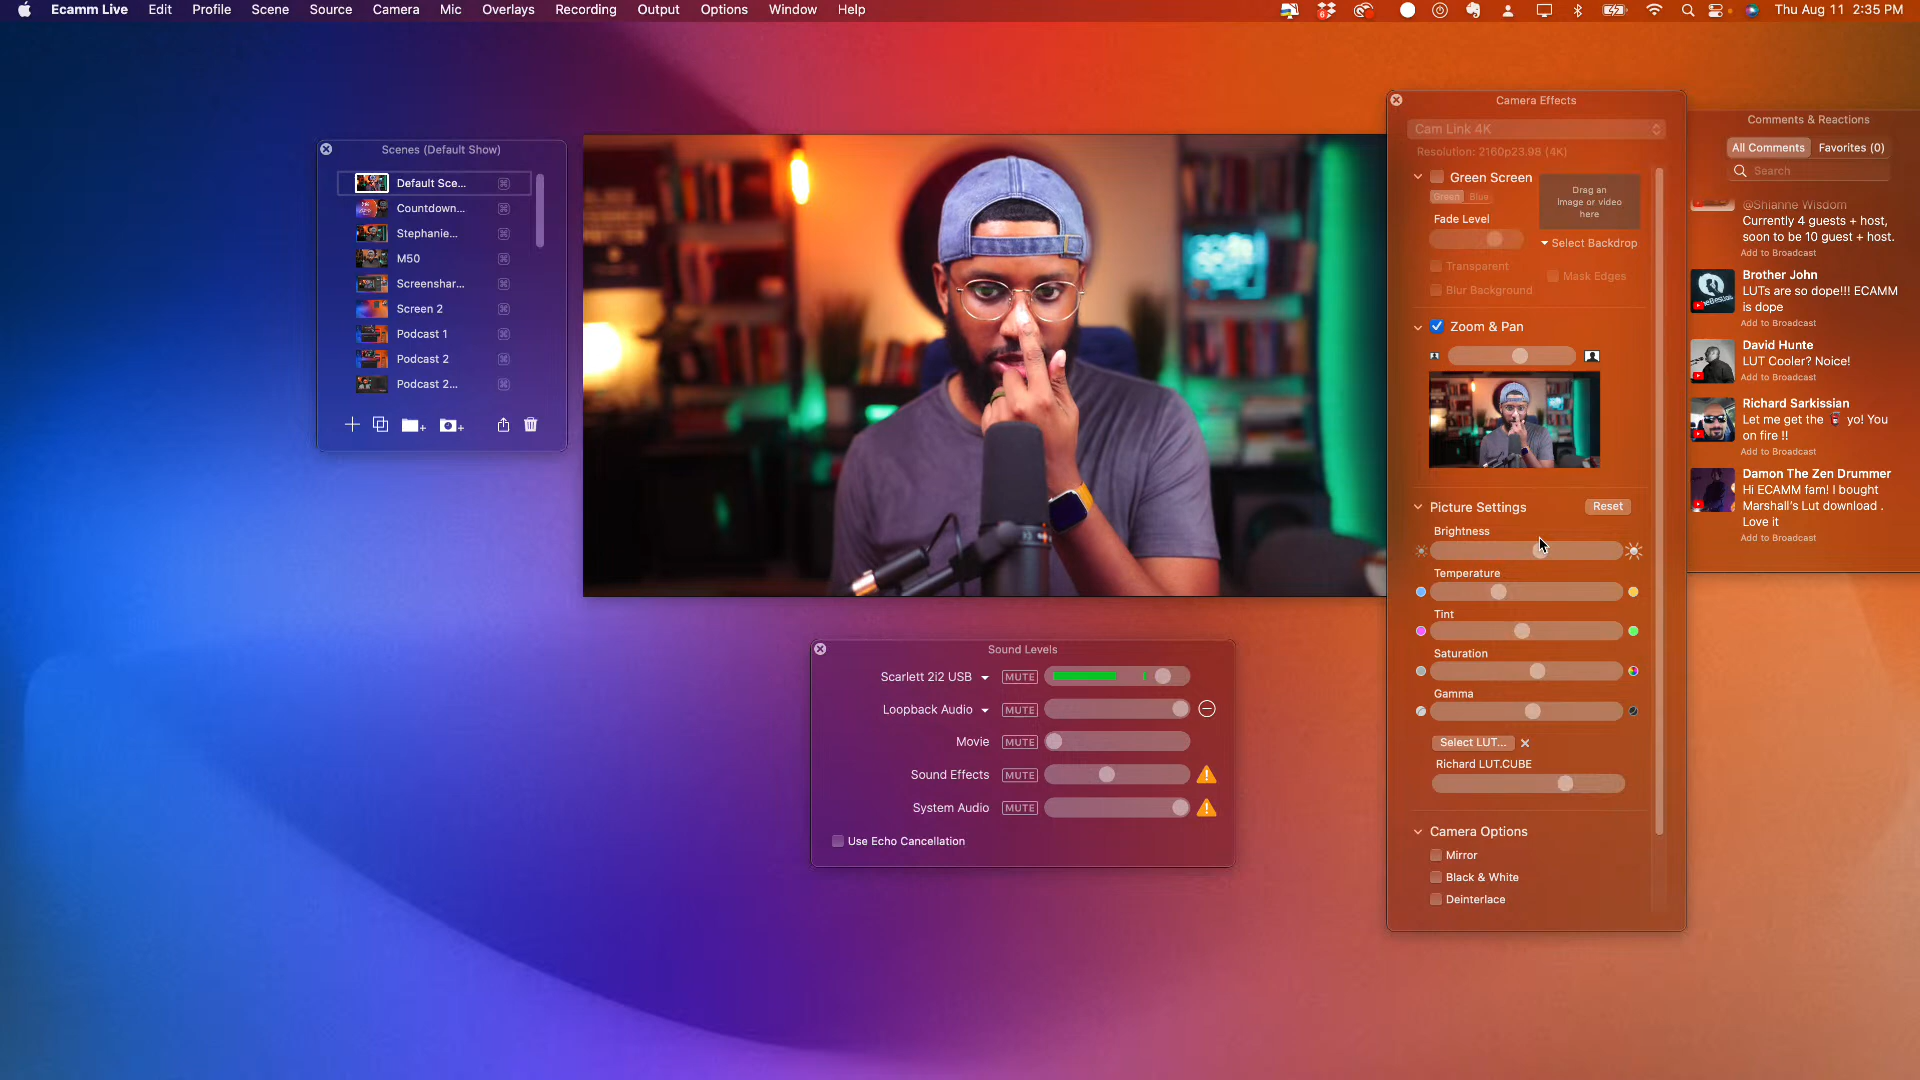 Ecamm Live Edit Profile Scene Source Camera Mic Overlays Recording Output Options Window Help
Thu Aug 11 2:35 PM
Scenes (Default Show)
Default Sce...
Countdown...
Stephanie...
M50
Screenshar...
Screen 2
Podcast 1
Podcast 2
Podcast 2...
Sound Levels
Scarlett 2i2 USB MUTE
Loopback Audio MUTE
Movie MUTE
Sound Effects MUTE
System Audio MUTE
Use Echo Cancellation
Camera Effects
Cam Link 4K
Resolution: 2160p23.98 (4K)
Green Screen
Green Blue
Fade Level
Drag an
image or video
here
Select Backdrop
Transparent
Mask Edges
Blur Background
Zoom & Pan
Picture Settings Reset
Brightness
Temperature
Tint
Saturation
Gamma
Select LUT...
Richard LUT.CUBE
Camera Options
Mirror
Black & White
Deinterlace
Comments & Reactions
All Comments Favorites (0)
Search
@Shianne Wisdom
Currently 4 guests + host,
soon to be 10 guest + host.
Add to Broadcast
Brother John
LUTs are so dope!!! ECAMM
is dope
Add to Broadcast
David Hunte
LUT Cooler? Noice!
Add to Broadcast
Richard Sarkissian
Let me get the yo! You
on fire !!
Add to Broadcast
Damon The Zen Drummer
Hi ECAMM fam! I bought
Marshall's Lut download .
Love it
Add to Broadcast